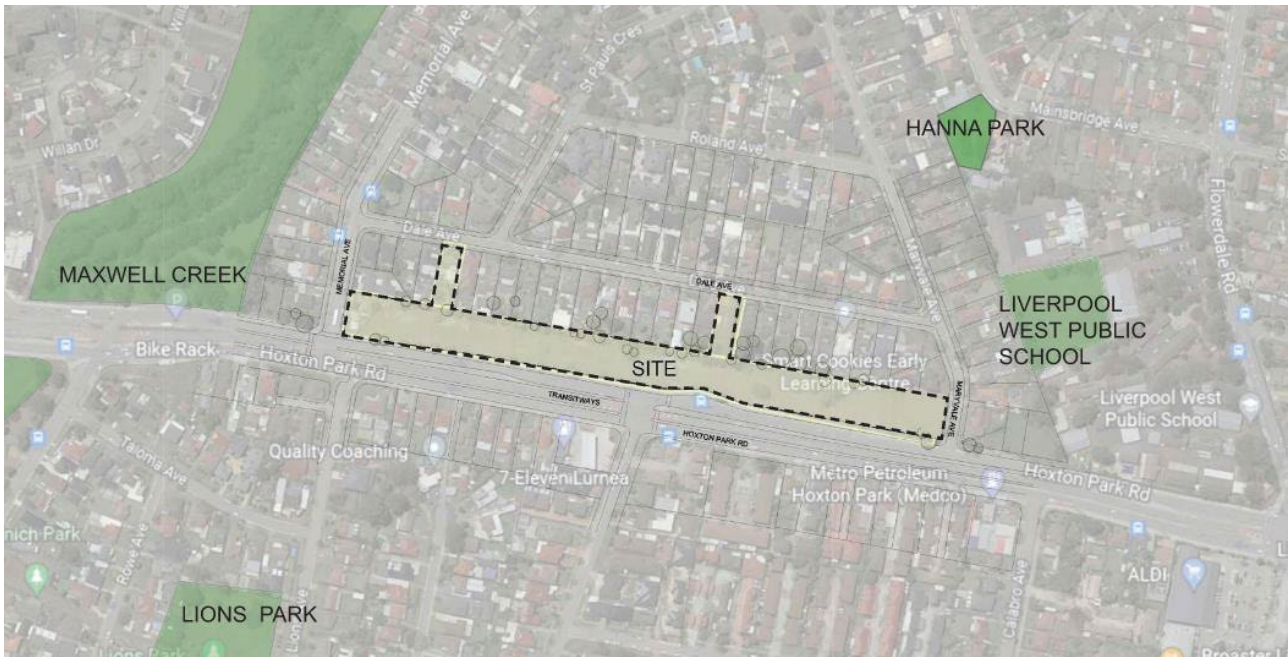 Memorial Ave
St Pauls Cres
HANNA PARK
Mainsbridge Ave
Willan Dr
Roland Ave
Flowerdale Rd
Dale Ave
MEMORIAL AVE
Maryvale Ave
MAXWELL CREEK
DALE AVE
LIVERPOOL
WEST PUBLIC
SCHOOL
Bike Rack
Hoxton Park Rd
SITE
Smart Cookies Early
Learning Centre
MARYVALE AVE
TRANSITWAYS
Liverpool West
Public School
HOXTON PARK RD
Quality Coaching
7-Eleven Lurnea
Metro Petroleum
Hoxton Park (Medco)
Hoxton Park Rd
Taloma Ave
Rowe Ave
Calabro Ave
ALDI
LIONS PARK
Lions Park